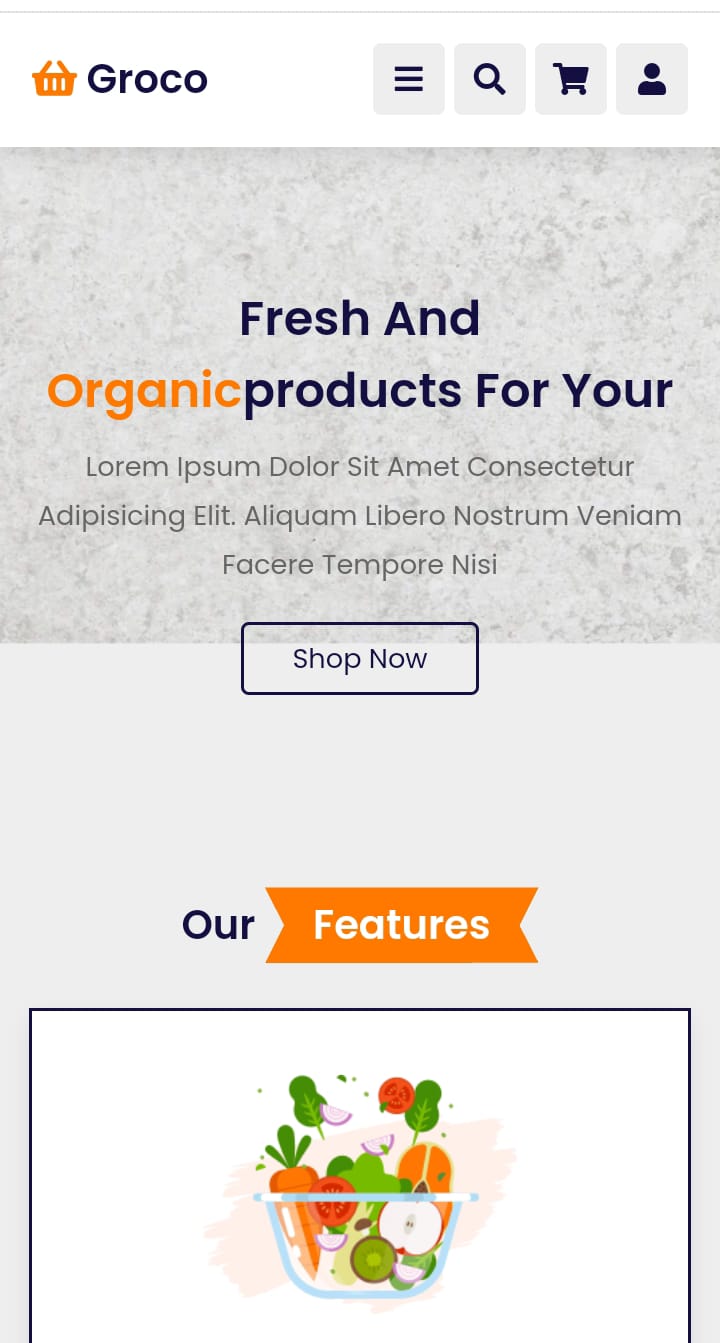 Groco
Fresh And
Organicproducts For Your
Lorem Ipsum Dolor Sit Amet Consectetur
Adipisicing Elit. Aliquam Libero Nostrum Veniam
Facere Tempore Nisi
Shop Now
Our Features